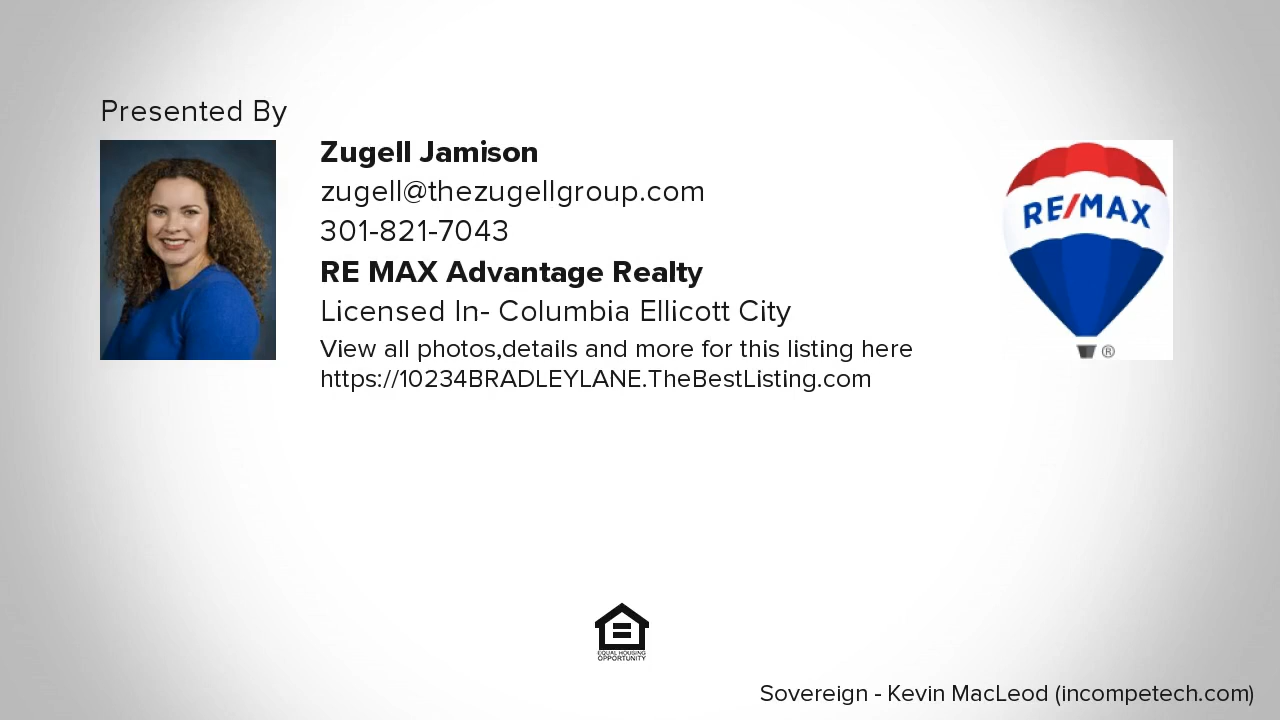 Presented By
Zugell Jamison
zugell@thezugellgroup.com
301-821-7043
RE MAX Advantage Realty
Licensed In- Columbia Ellicott City
View all photos,details and more for this listing here
https://10234BRADLEYLANE.TheBestListing.com
RE/MAX
®
EQUAL HOUSING
OPPORTUNITY
Sovereign - Kevin MacLeod (incompetech.com)